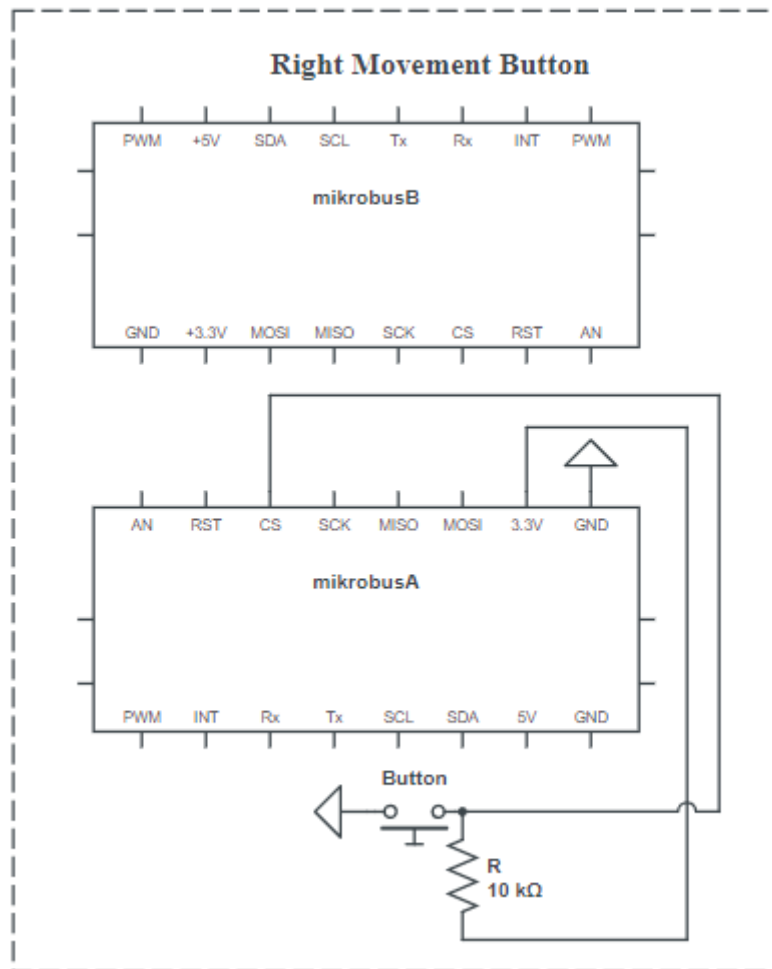 Right Movement Button
PWM +5V SDA SCL Tx Rx INT PWM
mikrobusB
GND +3.3V MOSI MISO SCK CS RST AN
AN RST CS SCK MISO MOSI 3.3V GND
mikrobusA
PWM INT Rx Tx SCL SDA 5V GND
Button
R
10 kΩ